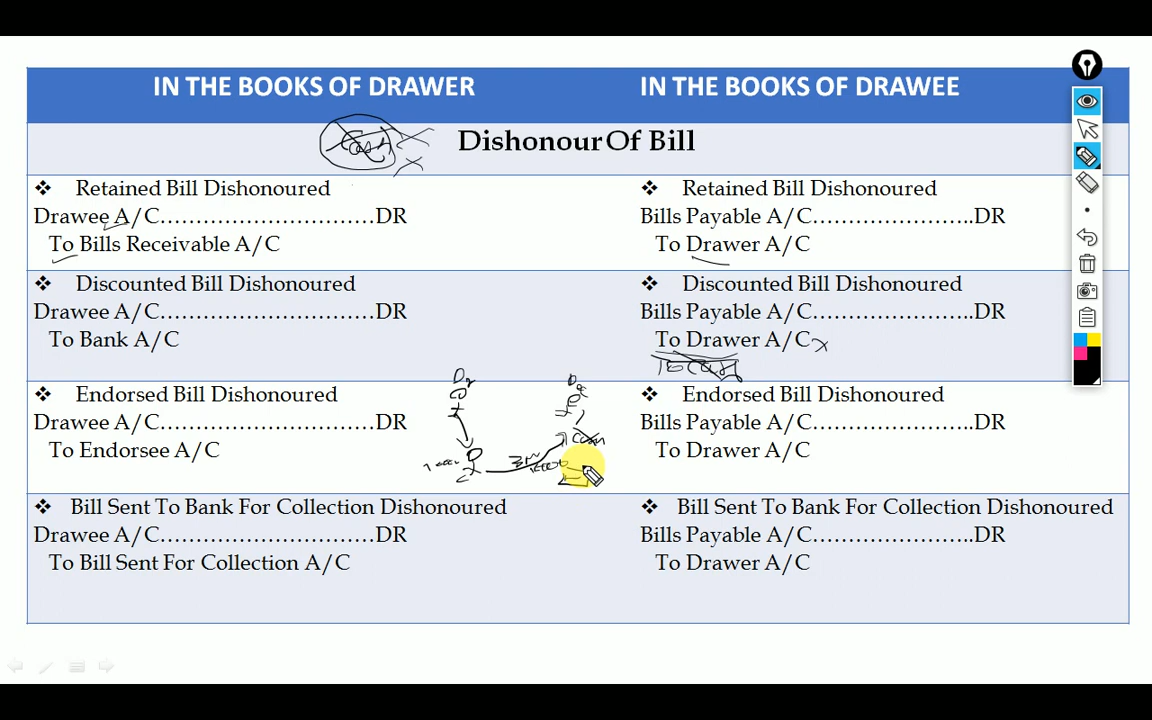 IN THE BOOKS OF DRAWER
IN THE BOOKS OF DRAWEE
Dishonour Of Bill
❖ Retained Bill Dishonoured
Drawee A/C…………………………DR
To Bills Receivable A/C
❖ Retained Bill Dishonoured
Bills Payable A/C…………………..DR
To Drawer A/C
❖ Discounted Bill Dishonoured
Drawee A/C…………………………DR
To Bank A/C
❖ Discounted Bill Dishonoured
Bills Payable A/C…………………..DR
To Drawer A/C
❖ Endorsed Bill Dishonoured
Drawee A/C…………………………DR
To Endorsee A/C
❖ Endorsed Bill Dishonoured
Bills Payable A/C…………………..DR
To Drawer A/C
❖ Bill Sent To Bank For Collection Dishonoured
Drawee A/C…………………………DR
To Bill Sent For Collection A/C
❖ Bill Sent To Bank For Collection Dishonoured
Bills Payable A/C…………………..DR
To Drawer A/C